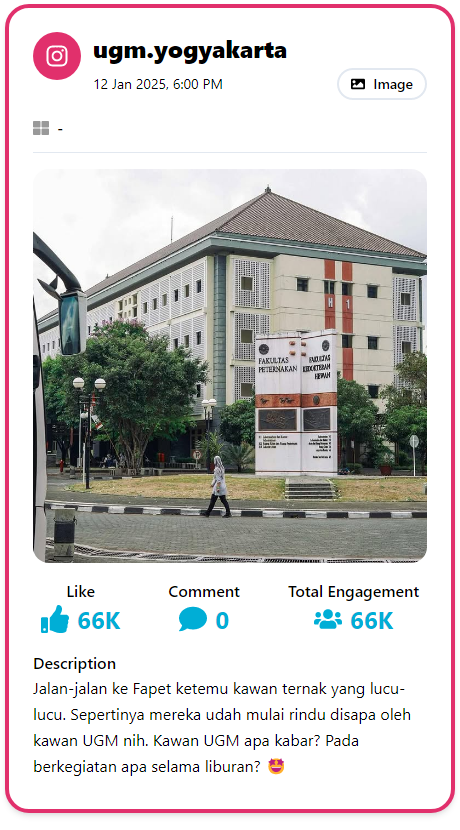 ugm.yogyakarta
12 Jan 2025, 6:00 PM
Image
-
H 1
FAKULTAS
PETERNAKAN
FAKULTAS
KEDOKTERAN
HEWAN
Like
66K
Comment
0
Total Engagement
66K
Description
Jalan-jalan ke Fapet ketemu kawan ternak yang lucu-
lucu. Sepertinya mereka udah mulai rindu disapa oleh
kawan UGM nih. Kawan UGM apa kabar? Pada
berkegiatan apa selama liburan? 🤩